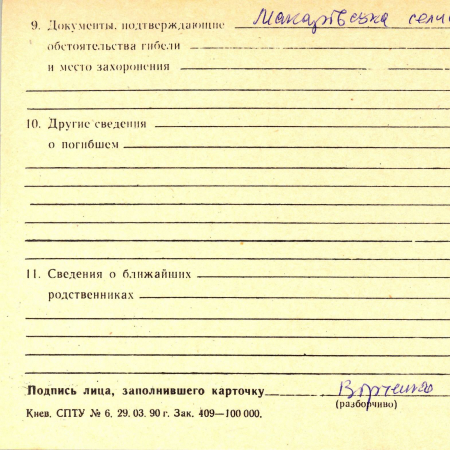 9. Документы, подтверждающие Макарівська
обстоятельства гибели
и место захоронения
10. Другие сведения
о погибшем
11. Сведения о ближайших
родственниках
Подпись лица, заполнившего карточку
(разборчиво)
Киев. СПТУ № 6. 29. 03. 90 г. Зак. 409—100 000.